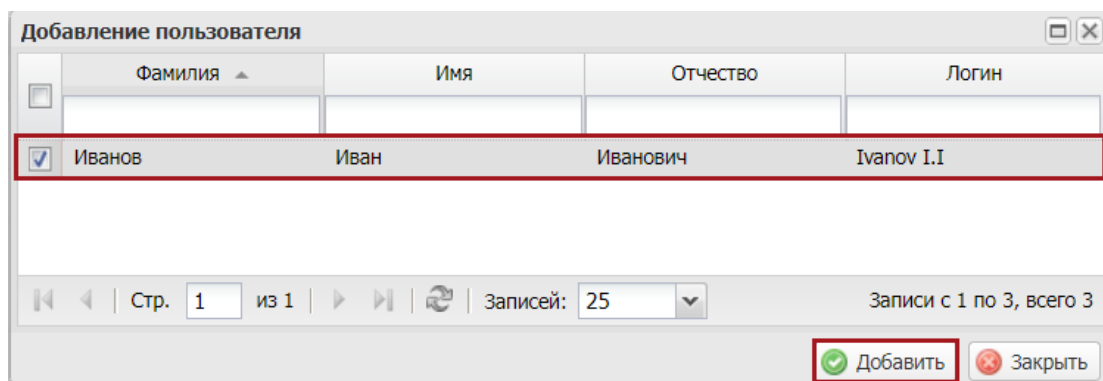 Добавление пользователя
Фамилия Имя Отчество Логин
Иванов Иван Иванович Ivanov I.I
Стр. 1 из 1 Записей: 25 Записи с 1 по 3, всего 3
Добавить Закрыть